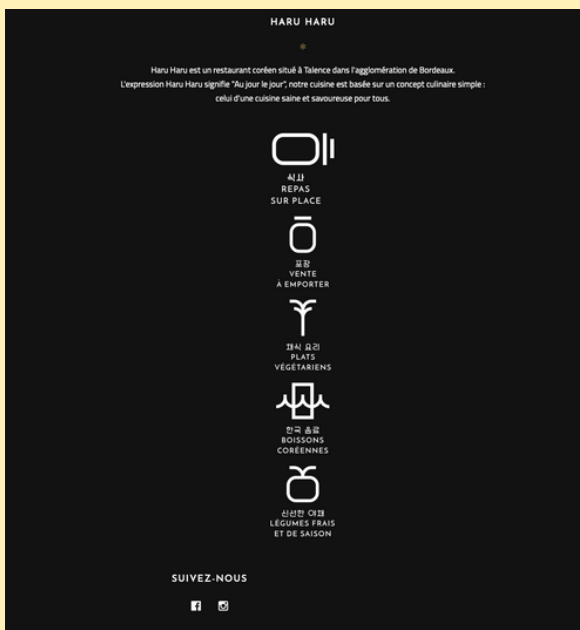 HARU HARU
Haru Haru est un restaurant coréen situé à Talence dans l'agglomération de Bordeaux.
L'expression Haru Haru signifie "Au jour le jour", notre cuisine est basée sur un concept culinaire simple :
celui d'une cuisine saine et savoureuse pour tous.
식사
REPAS
SUR PLACE
포장
VENTE
À EMPORTER
채식 요리
PLATS
VÉGÉTARIENS
한국 음료
BOISSONS
CORÉENNES
신선한 야채
LÉGUMES FRAIS
ET DE SAISON
SUIVEZ-NOUS